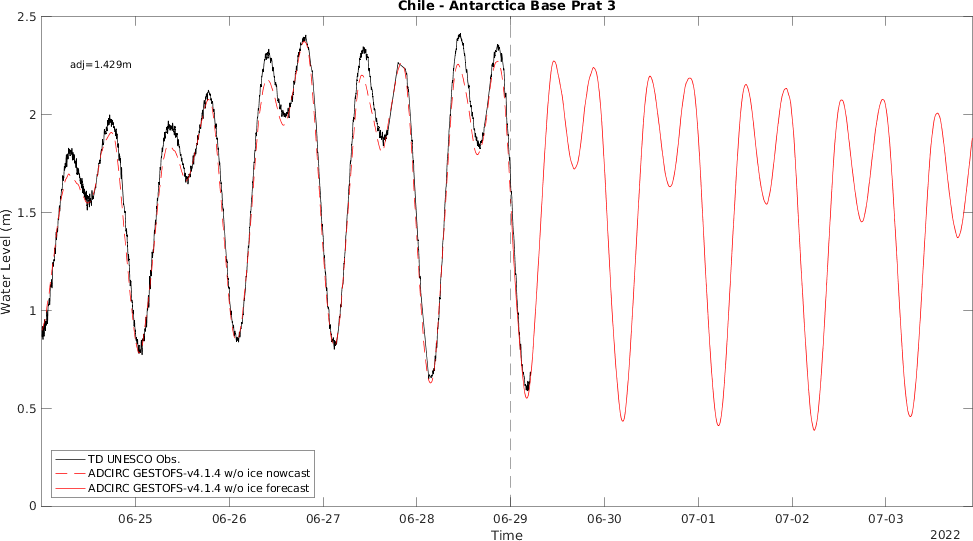 Chile - Antarctica Base Prat 3
adj=1.429m
2.5
2
1.5
1
0.5
0
Water Level (m)
TD UNESCO Obs.
ADCIRC GESTOFS-v4.1.4 w/o ice nowcast
ADCIRC GESTOFS-v4.1.4 w/o ice forecast
06-25 06-26 06-27 06-28 06-29 06-30 07-01 07-02 07-03
Time
2022